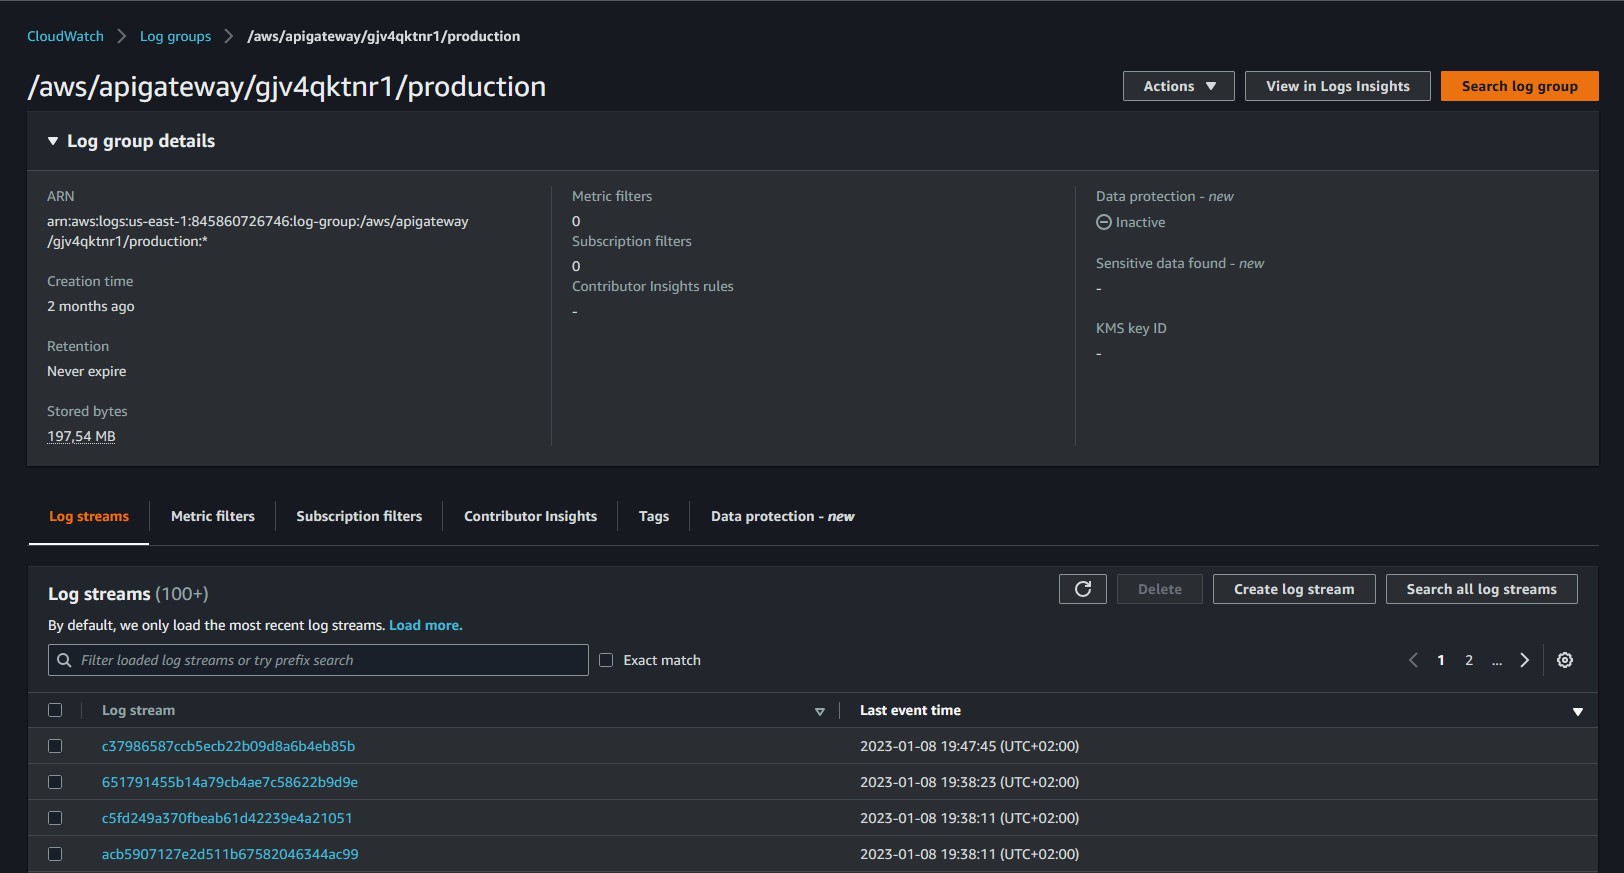 CloudWatch > Log groups > /aws/apigateway/gjv4qktnr1/production
/aws/apigateway/gjv4qktnr1/production
Actions ▼ View in Logs Insights Search log group
▼ Log group details
ARN
arn:aws:logs:us-east-1:845860726746:log-group:/aws/apigateway
/gjv4qktnr1/production:*
Creation time
2 months ago
Retention
Never expire
Stored bytes
197,54 MB
Metric filters
0
Subscription filters
0
Contributor Insights rules
-
Data protection - new
Inactive
Sensitive data found - new
-
KMS key ID
-
Log streams Metric filters Subscription filters Contributor Insights Tags Data protection - new
Log streams (100+)
Delete Create log stream Search all log streams
By default, we only load the most recent log streams. Load more.
Filter loaded log streams or try prefix search Exact match < 1 2 ... >
Log stream Last event time
c37986587ccb5ecb22b09d8a6b4eb85b 2023-01-08 19:47:45 (UTC+02:00)
651791455b14a79cb4ae7c58622b9d9e 2023-01-08 19:38:23 (UTC+02:00)
c5fd249a370fbeab61d42239e4a21051 2023-01-08 19:38:11 (UTC+02:00)
acb5907127e2d511b67582046344ac99 2023-01-08 19:38:11 (UTC+02:00)